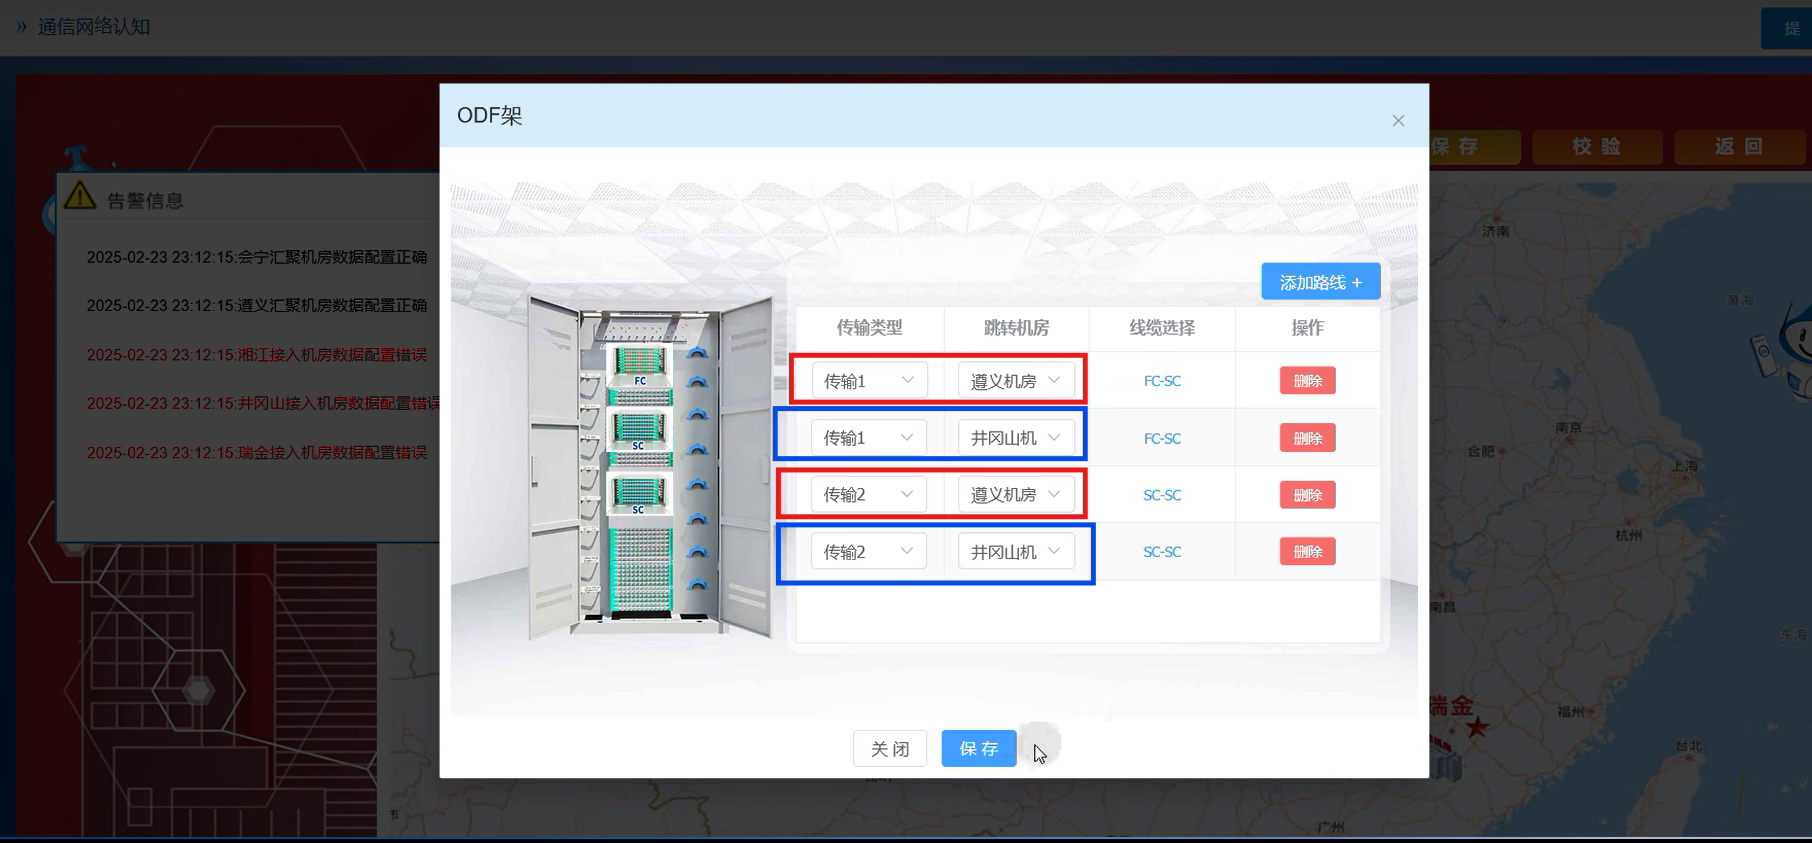 » 通信网络认知
提
保 存
校 验
返 回
告警信息
2025-02-23 23:12:15:会宁汇聚机房数据配置正确
2025-02-23 23:12:15:遵义汇聚机房数据配置正确
2025-02-23 23:12:15:湘江接入机房数据配置错误
2025-02-23 23:12:15:井冈山接入机房数据配置错误
2025-02-23 23:12:15:瑞金接入机房数据配置错误
ODF架
×
添加路线 +
传输类型 跳转机房 线缆选择 操作
传输1 遵义机房 FC-SC 删除
传输1 井冈山机 FC-SC 删除
传输2 遵义机房 SC-SC 删除
传输2 井冈山机 SC-SC 删除
FC
SC
SC
关 闭
保 存
济南
黄海
南京
合肥
上海
杭州
南昌
东海
瑞金
福州
台北
广州
市